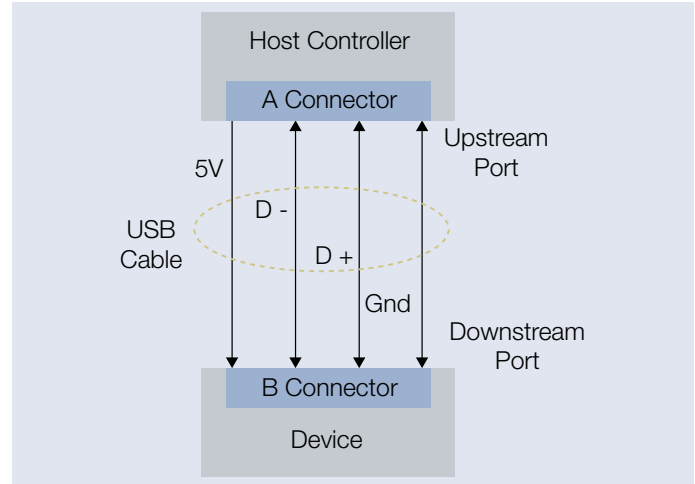 Host Controller
A Connector
Upstream
Port
5V
D -
USB
Cable
D +
Gnd
Downstream
Port
B Connector
Device